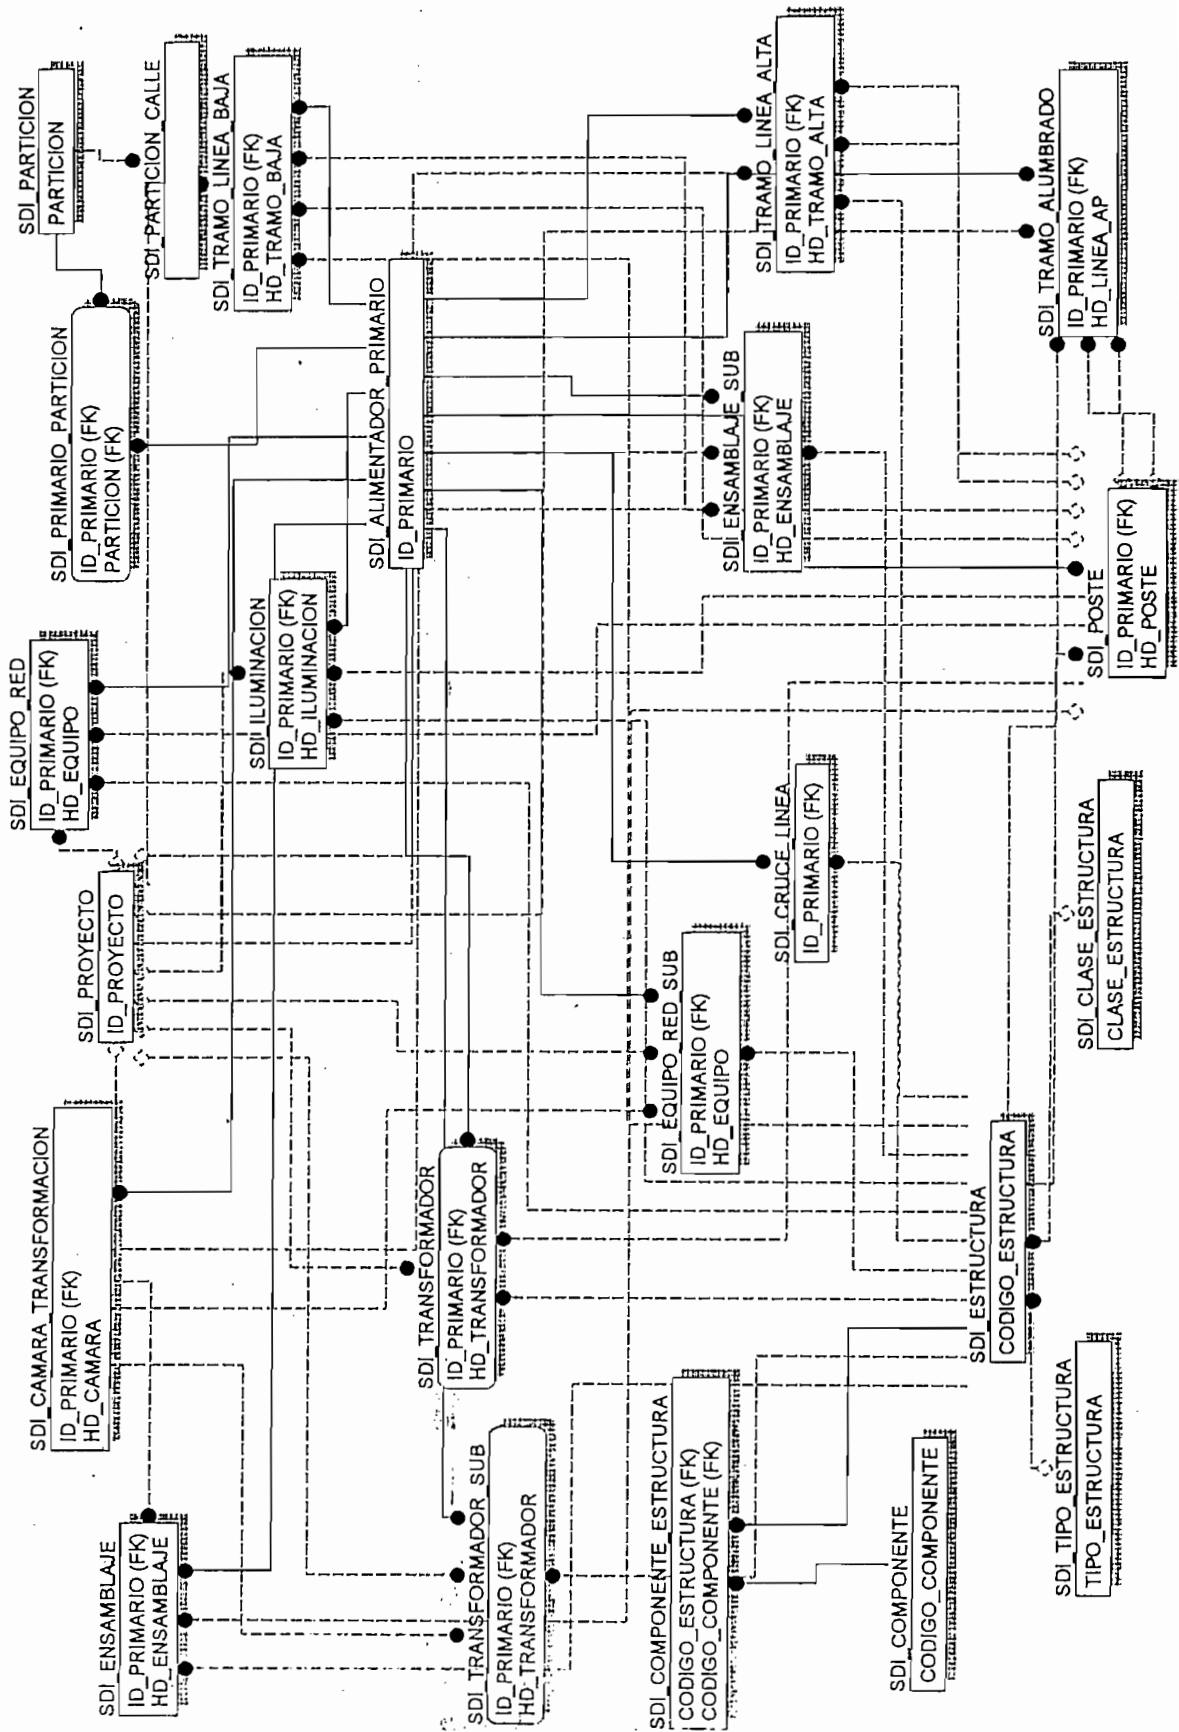 SDI_ENSAMBLAJE
ID_PRIMARIO (FK)
HD_ENSAMBLAJE
SDI_CAMARA_TRANSFORMACION
ID_PRIMARIO (FK)
HD_CAMARA
SDI_PROYECTO
ID_PROYECTO
SDI_EQUIPO_RED
ID_PRIMARIO (FK)
HD_EQUIPO
SDI_PRIMARIO_PARTICION
ID_PRIMARIO (FK)
PARTICION (FK)
SDI_PARTICION
PARTICION
SDI_PARTICION_CALLE
SDI_TRAMO_LINEA_BAJA
ID_PRIMARIO (FK)
HD_TRAMO_BAJA
SDI_ILUMINACION
ID_PRIMARIO (FK)
HD_ILUMINACION
SDI_ALIMENTADOR_PRIMARIO
ID_PRIMARIO
SDI_TRANSFORMADOR_SUB
ID_PRIMARIO (FK)
HD_TRANSFORMADOR
SDI_TRANSFORMADOR
ID_PRIMARIO (FK)
HD_TRANSFORMADOR
SDI_EQUIPO_RED_SUB
ID_PRIMARIO (FK)
HD_EQUIPO
SDI_CRUCE_LINEA
ID_PRIMARIO (FK)
SDI_ENSAMBLAJE_SUB
ID_PRIMARIO (FK)
HD_ENSAMBLAJE
SDI_TRAMO_LINEA_ALTA
ID_PRIMARIO (FK)
HD_TRAMO_ALTA
SDI_COMPONENTE_ESTRUCTURA
CODIGO_ESTRUCTURA (FK)
CODIGO_COMPONENTE (FK)
SDI_COMPONENTE
CODIGO_COMPONENTE
SDI_ESTRUCTURA
CODIGO_ESTRUCTURA
SDI_TIPO_ESTRUCTURA
TIPO_ESTRUCTURA
SDI_CLASE_ESTRUCTURA
CLASE_ESTRUCTURA
SDI_POSTE
ID_PRIMARIO (FK)
HD_POSTE
SDI_TRAMO_ALUMBRADO
ID_PRIMARIO (FK)
HD_LINEA_AP